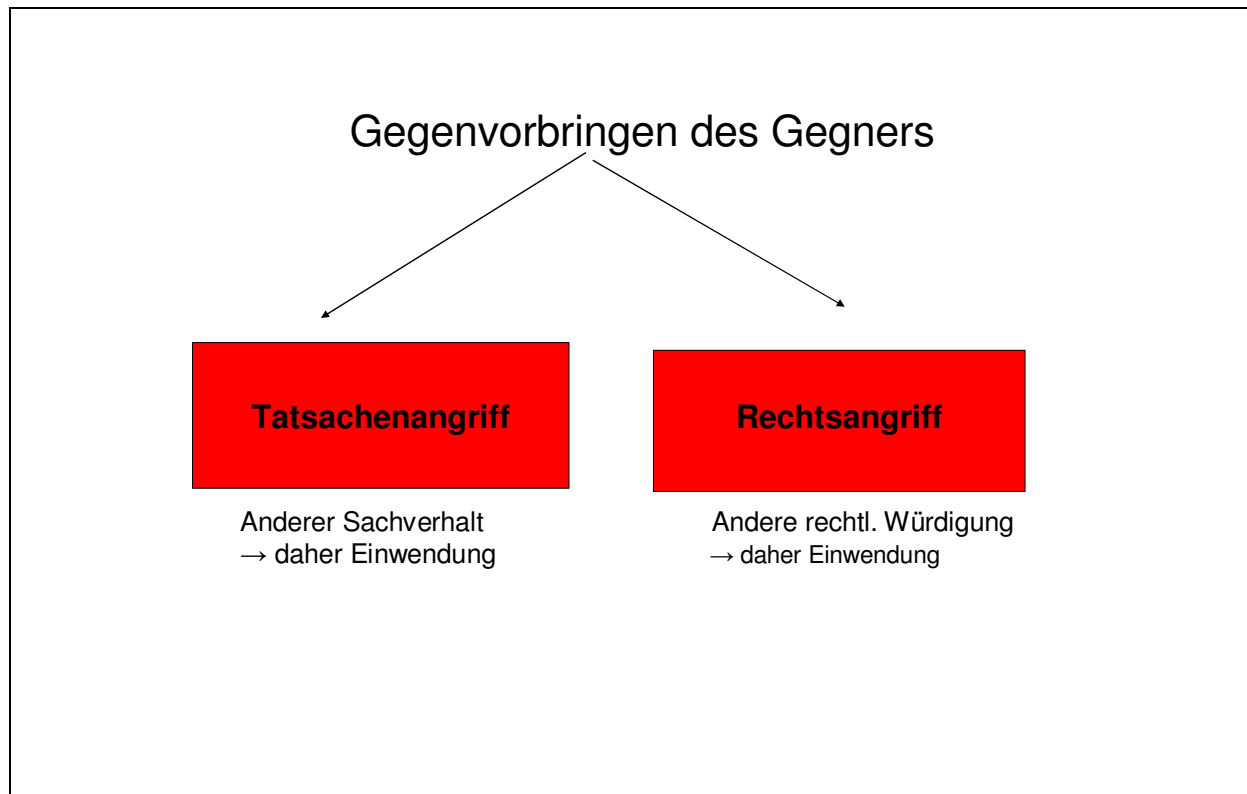 Gegenvorbringen des Gegners
Tatsachenangriff
Anderer Sachverhalt
→ daher Einwendung
Rechtsangriff
Andere rechtl. Würdigung
→ daher Einwendung